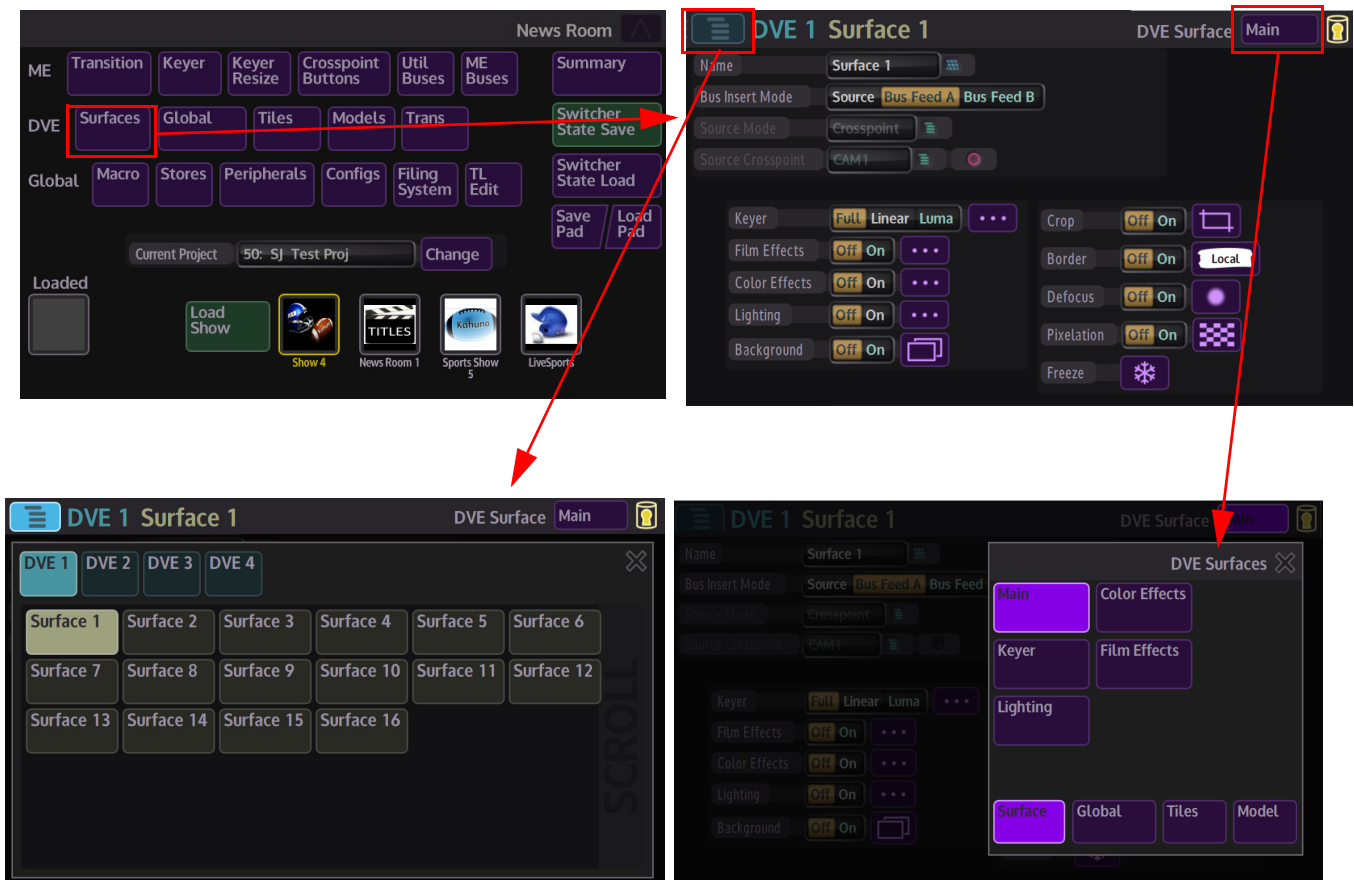 News Room
ME Transition Keyer Keyer Resize Crosspoint Buttons Util Buses ME Buses Summary
DVE Surfaces Global Tiles Models Trans Switcher State Save
Global Macro Stores Peripherals Configs Filing System TL Edit Switcher State Load
Save Pad Load Pad
Current Project 50: SJ Test Proj Change
Loaded
Load Show
TITLES
Kahuna
Show 4 News Room 1 Sports Show 5 LiveSports
DVE 1 Surface 1 DVE Surface Main
Name Surface 1
Bus Insert Mode Source Bus Feed A Bus Feed B
Source Mode Crosspoint
Source Crosspoint CAM1
Keyer Full Linear Luma
Film Effects Off On
Color Effects Off On
Lighting Off On
Background Off On
Crop Off On
Border Off On Local
Defocus Off On
Pixelation Off On
Freeze
DVE 1 Surface 1 DVE Surface Main
DVE 1 DVE 2 DVE 3 DVE 4
Surface 1 Surface 2 Surface 3 Surface 4 Surface 5 Surface 6
Surface 7 Surface 8 Surface 9 Surface 10 Surface 11 Surface 12
Surface 13 Surface 14 Surface 15 Surface 16
SCROLL
DVE 1 Surface 1 DVE Surface Main
Name Surface 1
Bus Insert Mode Source Bus Feed A Bus Feed
Source Mode Crosspoint
Source Crosspoint CAM1
Keyer Full Linear Luma
Film Effects Off On
Color Effects Off On
Lighting Off On
Background Off On
DVE Surfaces
Main Color Effects
Keyer Film Effects
Lighting
Surface Global Tiles Model